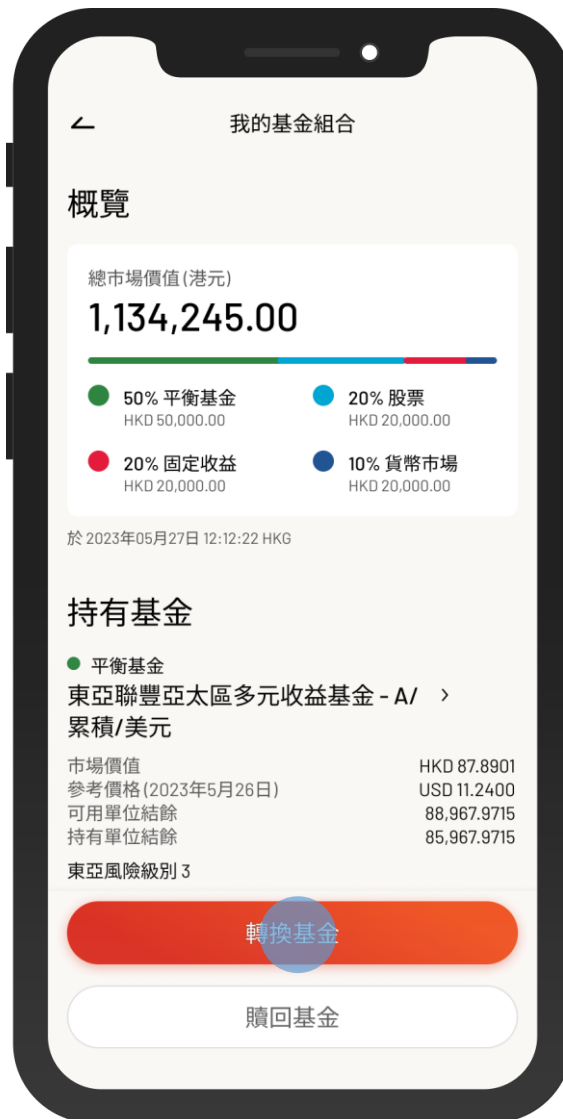 我的基金組合
概覽
總市場價值(港元)
1,134,245.00
50% 平衡基金
HKD 50,000.00
20% 股票
HKD 20,000.00
20% 固定收益
HKD 20,000.00
10% 貨幣市場
HKD 20,000.00
於 2023年05月27日 12:12:22 HKG
持有基金
平衡基金
東亞聯豐亞太區多元收益基金 - A/
累積/美元
市場價值 HKD 87.8901
參考價格(2023年5月26日) USD 11.2400
可用單位結餘 88,967.9715
持有單位結餘 85,967.9715
東亞風險級別 3
轉換基金
贖回基金